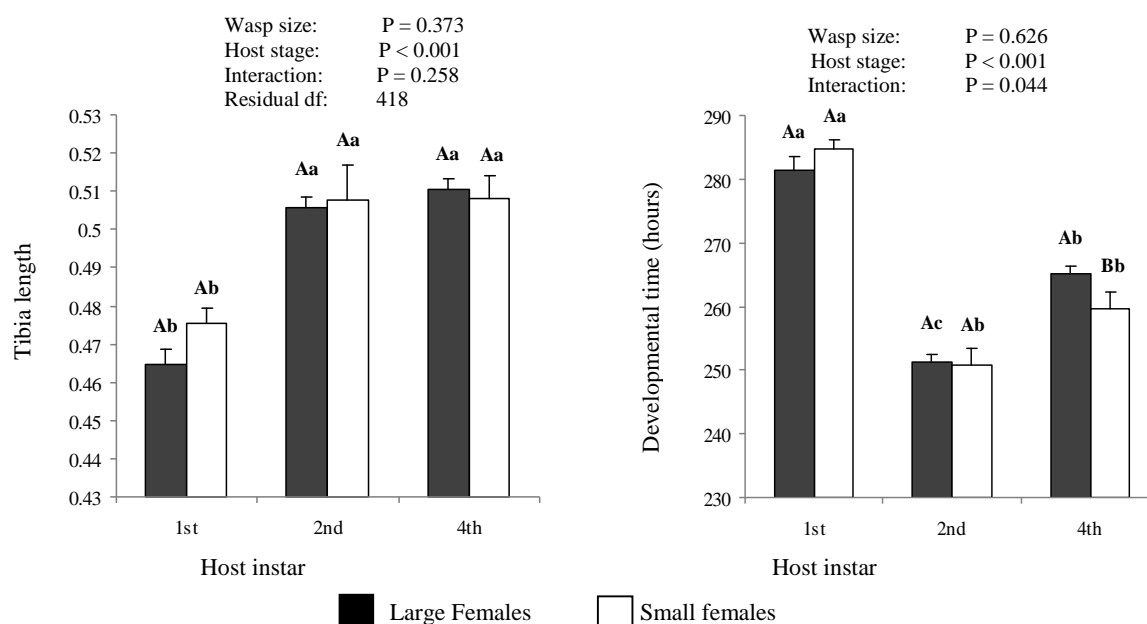 Wasp size: P = 0.373
Host stage: P < 0.001
Interaction: P = 0.258
Residual df: 418
Tibia length
0.53
0.52
0.51
0.5
0.49
0.48
0.47
0.46
0.45
0.44
0.43
Ab
Ab
Aa
Aa
Aa
Aa
1st
2nd
4th
Host instar
Wasp size: P = 0.626
Host stage: P < 0.001
Interaction: P = 0.044
Developmental time (hours)
290
280
270
260
250
240
230
Aa
Aa
Ac
Ab
Ab
Bb
1st
2nd
4th
Host instar
Large Females
Small females